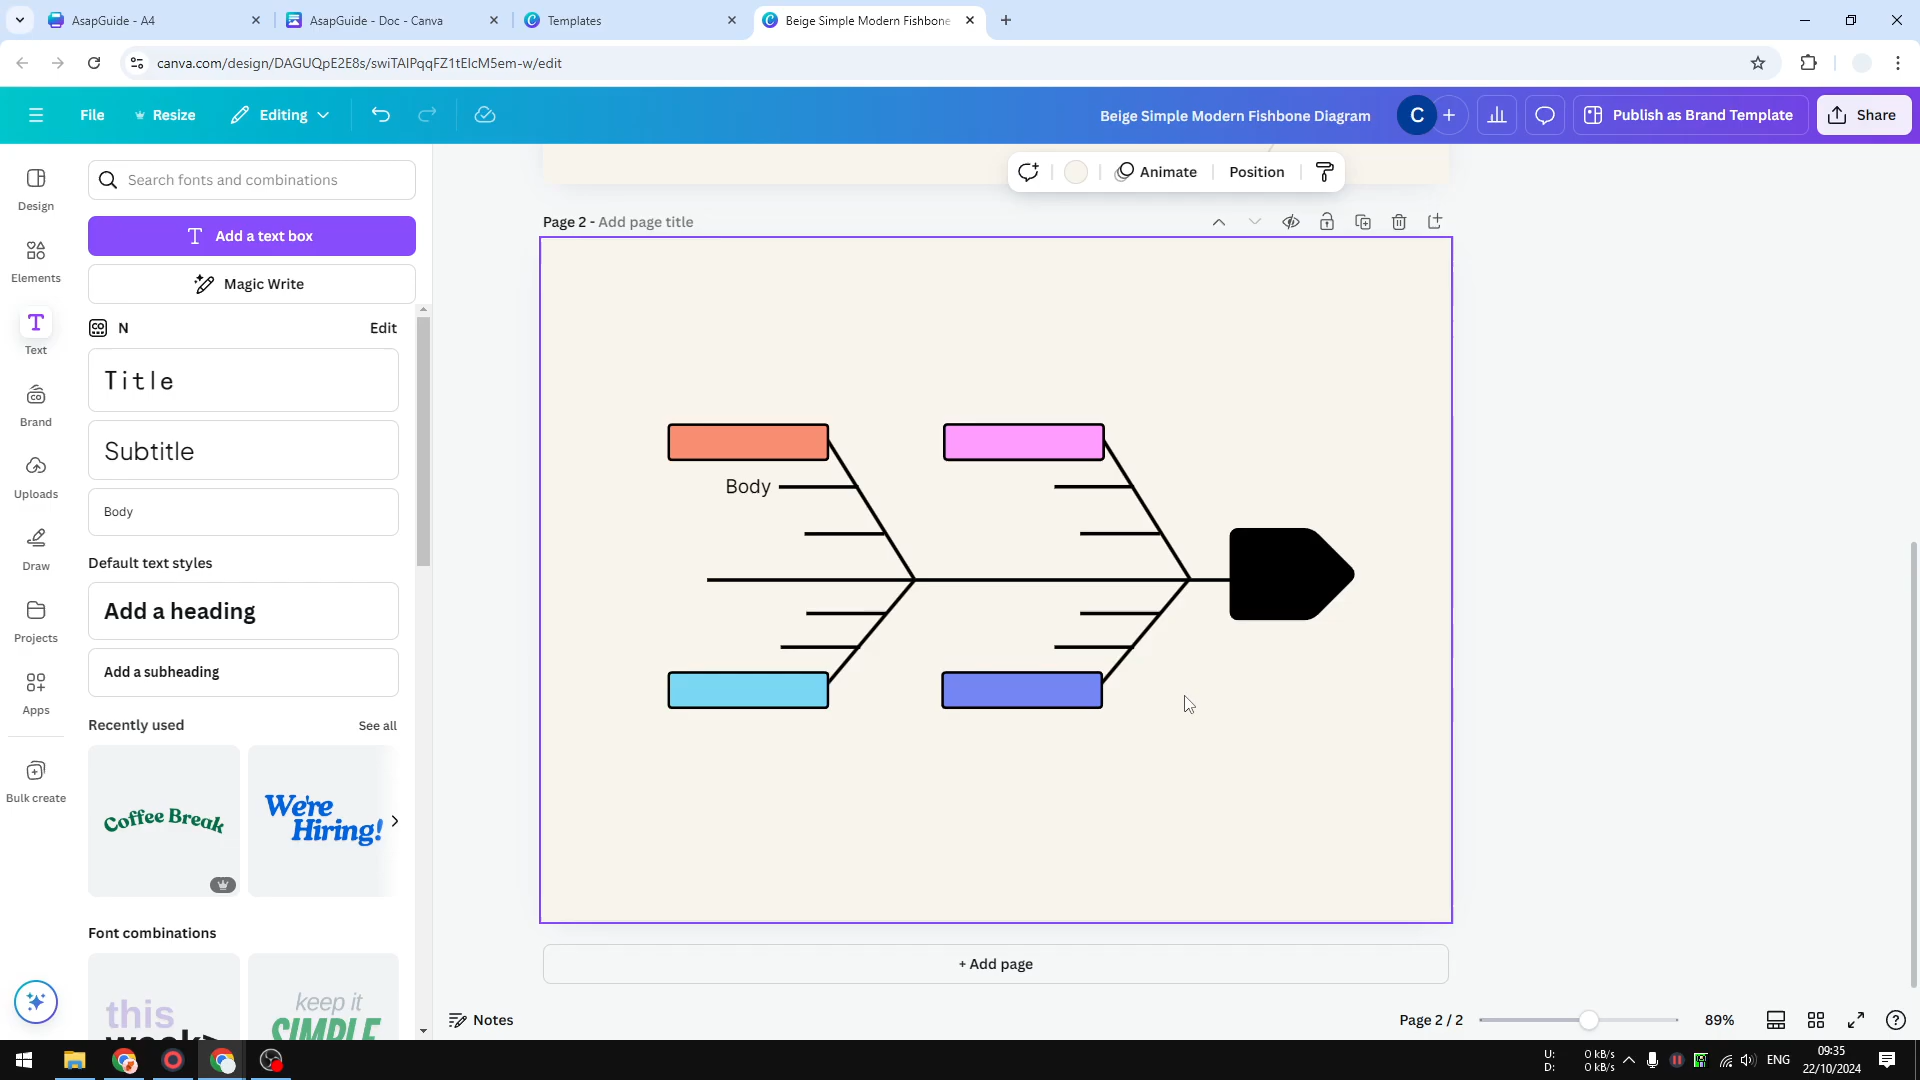 AsapGuide - A4
AsapGuide - Doc - Canva
Templates
Beige Simple Modern Fishbone
canva.com/design/DAGUQpE2E8s/swiTAlPqqFZ1tElcM5em-w/edit
File
Resize
Editing
Beige Simple Modern Fishbone Diagram
C
Publish as Brand Template
Share
Design
Elements
Text
Brand
Uploads
Draw
Projects
Apps
Bulk create
Search fonts and combinations
Add a text box
Magic Write
N
Edit
Title
Subtitle
Body
Default text styles
Add a heading
Add a subheading
Recently used
See all
Coffee Break
We're
Hiring!
Font combinations
this
week>
keep it
SIMPLE
Animate
Position
Page 2 - Add page title
Body
+ Add page
Notes
Page 2 / 2
89%
U: 0 kB/s
D: 0 kB/s
ENG
09:35
22/10/2024